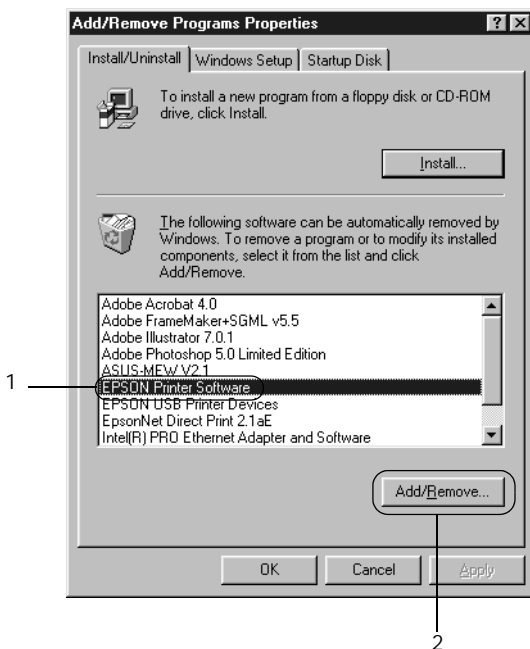 Add/Remove Programs Properties
Install/Uninstall Windows Setup Startup Disk
To install a new program from a floppy disk or CD-ROM
drive, click Install.
Install...
The following software can be automatically removed by
Windows. To remove a program or to modify its installed
components, select it from the list and click
Add/Remove.
Adobe Acrobat 4.0
Adobe FrameMaker+SGML v5.5
Adobe Illustrator 7.0.1
Adobe Photoshop 5.0 Limited Edition
ASUS-MEW V2.1
1
EPSON Printer Software
EPSON USB Printer Devices
EpsonNet Direct Print 2.1aE
Intel(R) PRO Ethernet Adapter and Software
Add/Remove...
OK Cancel Apply
2